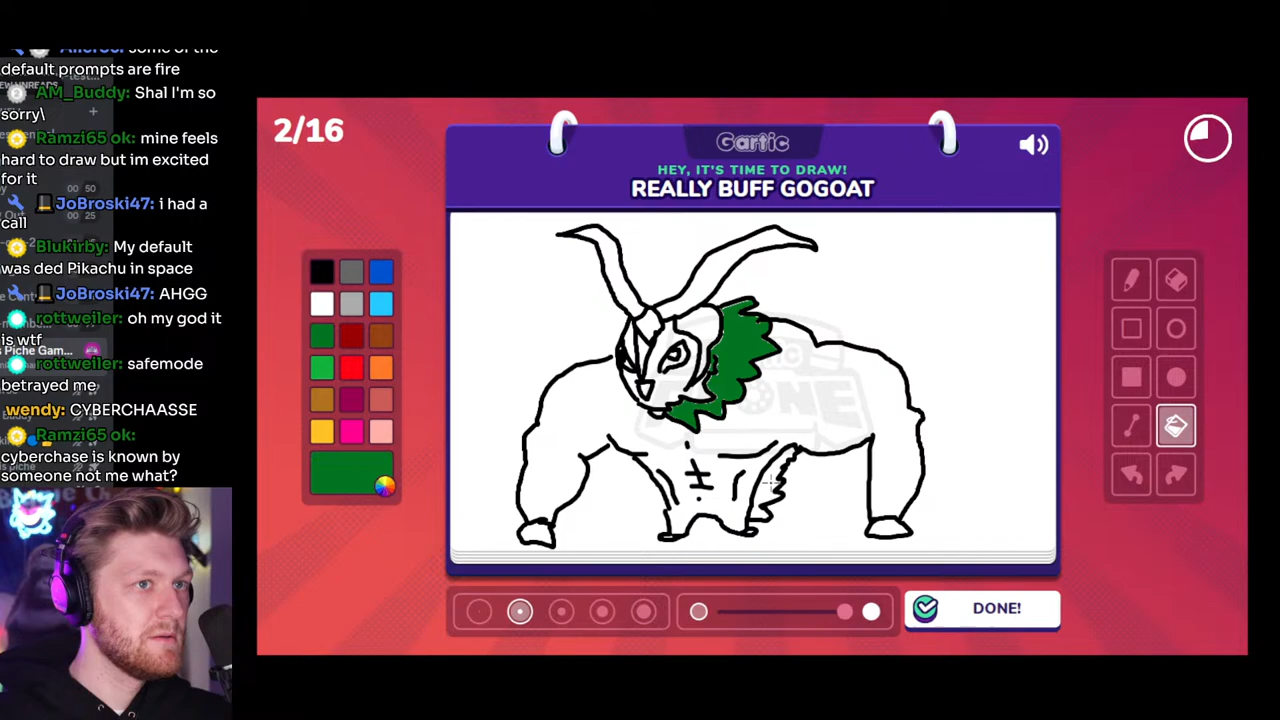 some of the
default prompts are fire
AM_Buddy: Shal I'm so
sorry\
Ramzi65 ok: mine feels
hard to draw but im excited
for it
JoBroski47: i had a
call
Blukirby: My default
was ded Pikachu in space
JoBroski47: AHGG
rottweiler: oh my god it
is wtf
rottweiler: safemode
betrayed me
wendy: CYBERCHAASSE
Ramzi65 ok:
cyberchase is known by
someone not me what?
2/16
Gartic
HEY, IT'S TIME TO DRAW!
REALLY BUFF GOGOAT
DONE!